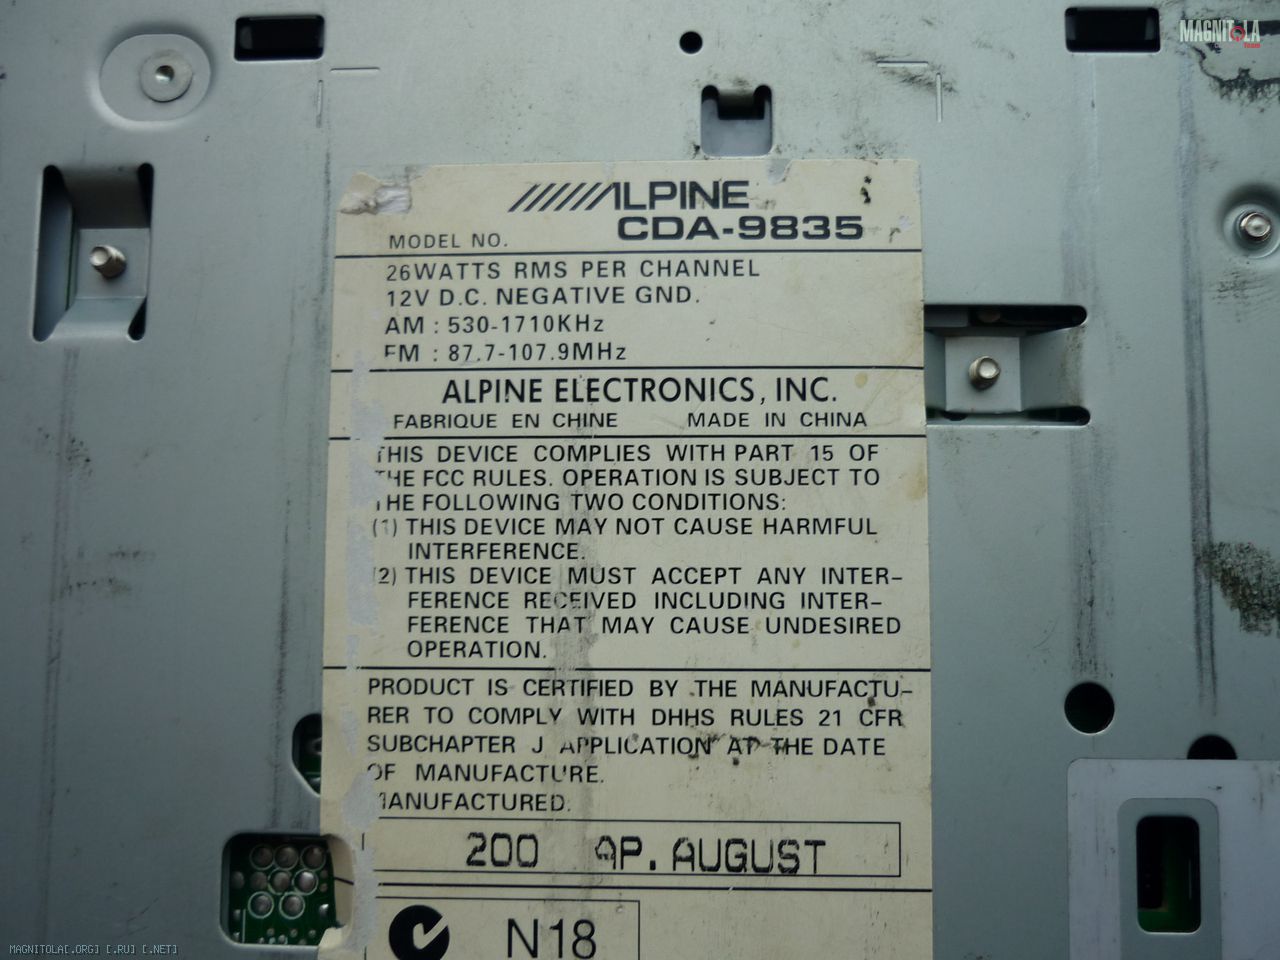 MAGNITOLA
Team
ALPINE
MODEL NO. CDA-9835
26WATTS RMS PER CHANNEL
12V D.C. NEGATIVE GND.
AM : 530-1710KHz
FM : 87.7-107.9MHz
ALPINE ELECTRONICS, INC.
FABRIQUE EN CHINE MADE IN CHINA
THIS DEVICE COMPLIES WITH PART 15 OF
THE FCC RULES. OPERATION IS SUBJECT TO
THE FOLLOWING TWO CONDITIONS:
(1) THIS DEVICE MAY NOT CAUSE HARMFUL
INTERFERENCE.
(2) THIS DEVICE MUST ACCEPT ANY INTER-
FERENCE RECEIVED INCLUDING INTER-
FERENCE THAT MAY CAUSE UNDESIRED
OPERATION.
PRODUCT IS CERTIFIED BY THE MANUFACTU-
RER TO COMPLY WITH DHHS RULES 21 CFR
SUBCHAPTER J APPLICATION AT THE DATE
OF MANUFACTURE.
MANUFACTURED.
200 AUGUST
N18
MAGNITOLA[.ORG] [.RU] [.NET]